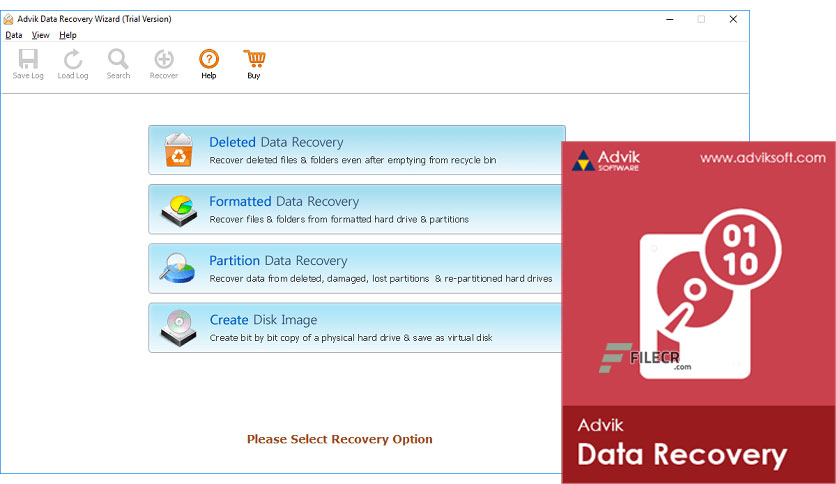 Advik Data Recovery Wizard (Trial Version)
Data View Help
Save Log Load Log Search Recover Help Buy
Deleted Data Recovery
Recover deleted files & folders even after emptying from recycle bin
Formatted Data Recovery
Recover files & folders from formatted hard drive & partitions
Partition Data Recovery
Recover data from deleted, damaged, lost partitions & re-partitioned hard drives
Create Disk Image
Create bit by bit copy of a physical hard drive & save as virtual disk
Please Select Recovery Option
Advik
SOFTWARE
www.adviksoft.com
01
10
FILECR
.com
Advik
Data Recovery